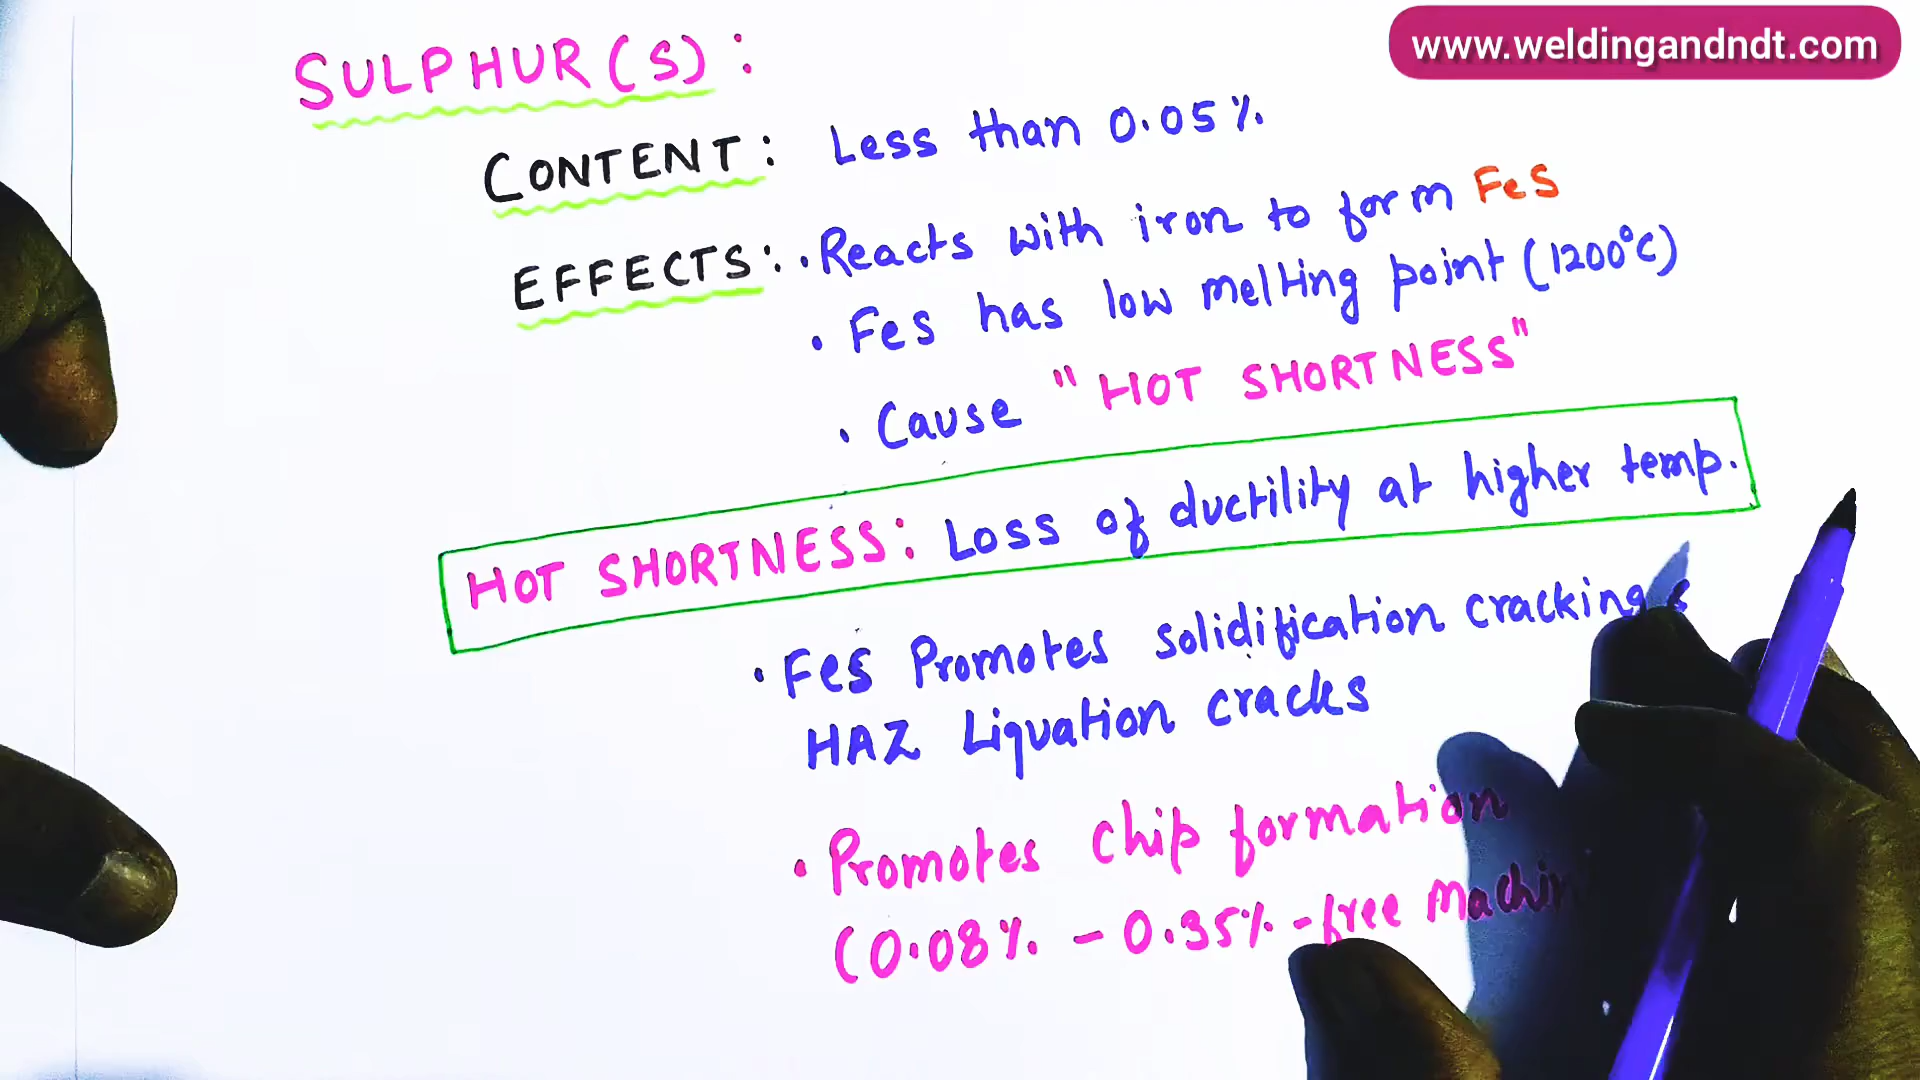 www.weldingandndt.com
SULPHUR(S):
CONTENT: Less than 0.05%
EFFECTS: • Reacts with iron to form FeS
• Fes has low melting point (1200°C)
• Cause "HOT SHORTNESS"
HOT SHORTNESS: Loss of ductility at higher temp.
• Fes Promotes solidification cracking &
HAZ Liquation cracks
• Promotes chip formation
(0.08% - 0.35% - free